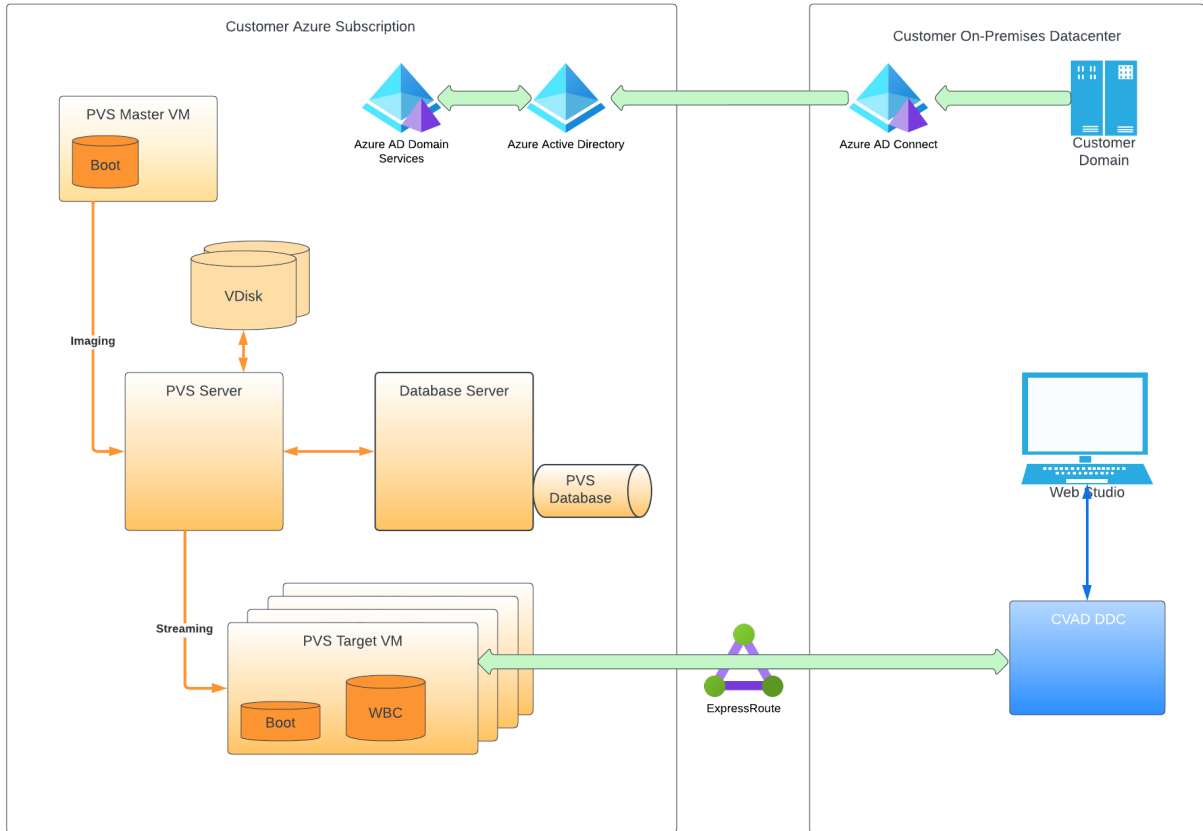 Customer Azure Subscription
Customer On-Premises Datacenter
PVS Master VM
Boot
Azure AD Domain
Services
Azure Active Directory
Azure AD Connect
Customer
Domain
VDisk
Imaging
PVS Server
Database Server
PVS
Database
Web Studio
Streaming
PVS Target VM
Boot
WBC
ExpressRoute
CVAD DDC